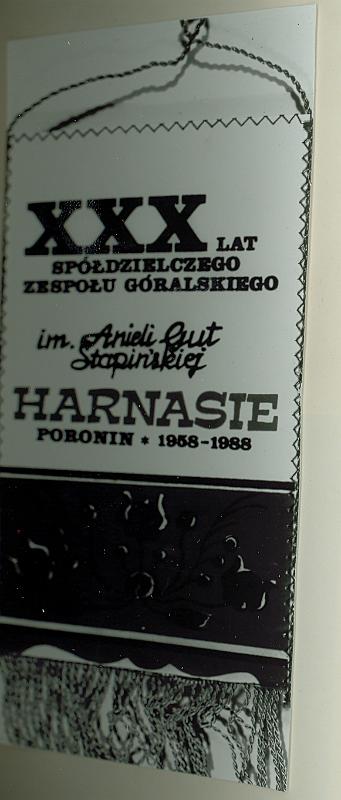 XXX LAT
SPÓŁDZIELCZEGO
ZESPOŁU GÓRALSKIEGO
im. Anieli Gut
Stapińskiej
HARNASIE
PORONIN * 1958-1988